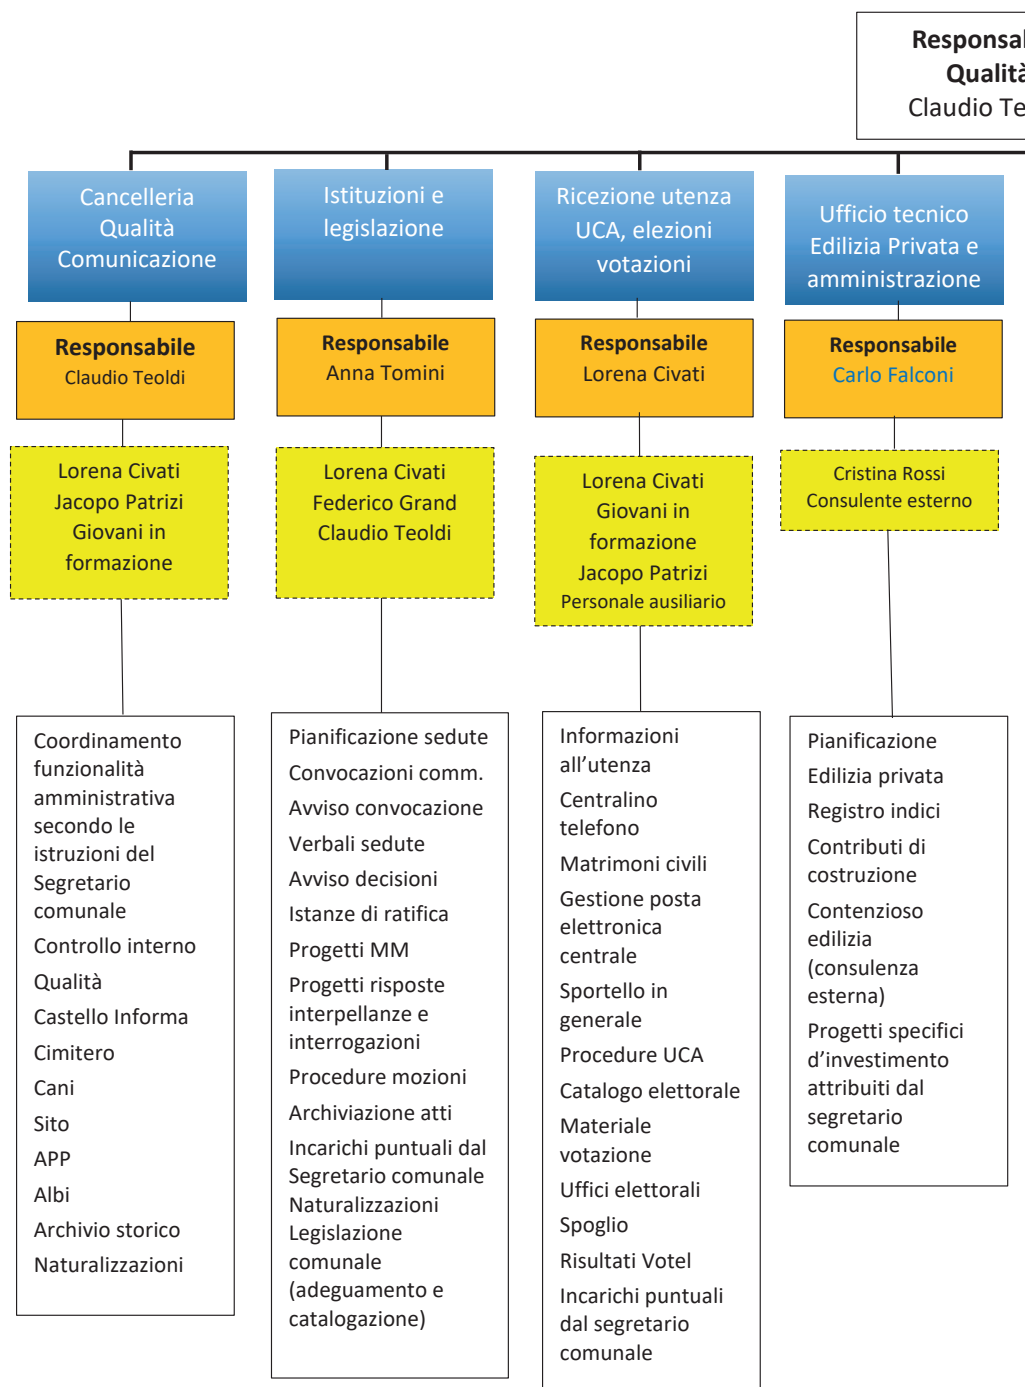 Responsa
Qualità
Claudio Te
Cancelleria
Qualità
Comunicazione
Responsabile
Claudio Teoldi
Lorena Civati
Jacopo Patrizi
Giovani in
formazione
Coordinamento
funzionalità
amministrativa
secondo le
istruzioni del
Segretario
comunale
Controllo interno
Qualità
Castello Informa
Cimitero
Cani
Sito
APP
Albi
Archivio storico
Naturalizzazioni
Istituzioni e
legislazione
Responsabile
Anna Tomini
Lorena Civati
Federico Grand
Claudio Teoldi
Pianificazione sedute
Convocazioni comm.
Avviso convocazione
Verbali sedute
Avviso decisioni
Istanze di ratifica
Progetti MM
Progetti risposte
interpellanze e
interrogazioni
Procedure mozioni
Archiviazione atti
Incarichi puntuali dal
Segretario comunale
Naturalizzazioni
Legislazione
comunale
(adeguamento e
catalogazione)
Ricezione utenza
UCA, elezioni
votazioni
Responsabile
Lorena Civati
Lorena Civati
Giovani in
formazione
Jacopo Patrizi
Personale ausiliario
Informazioni
all’utenza
Centralino
telefono
Matrimoni civili
Gestione posta
elettronica
centrale
Sportello in
generale
Procedure UCA
Catalogo elettorale
Materiale
votazione
Uffici elettorali
Spoglio
Risultati Votel
Incarichi puntuali
dal segretario
comunale
Ufficio tecnico
Edilizia Privata e
amministrazione
Responsabile
Carlo Falconi
Cristina Rossi
Consulente esterno
Pianificazione
Edilizia privata
Registro indici
Contributi di
costruzione
Contenzioso
edilizia
(consulenza
esterna)
Progetti specifici
d’investimento
attribuiti dal
segretario
comunale